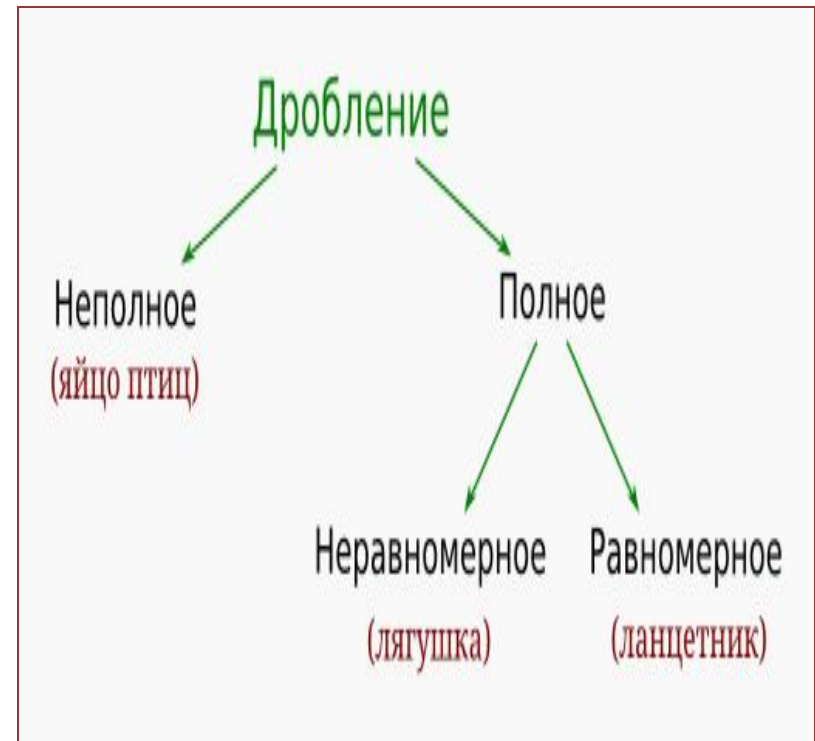 Дробление
Неполное
(яйцо птиц)
Полное
Неравномерное
(лягушка)
Равномерное
(ланцетник)